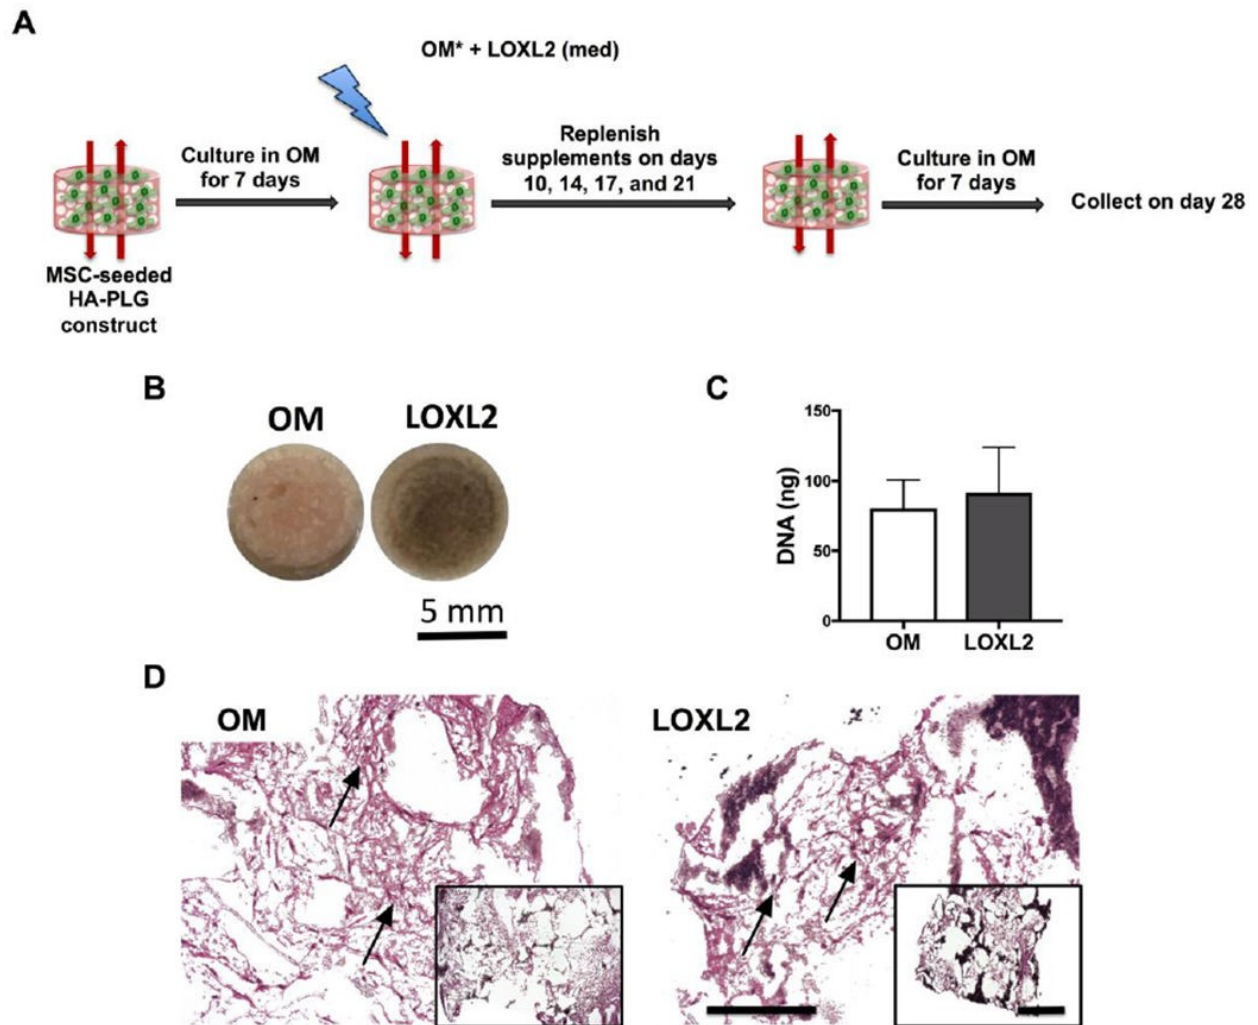 A
OM* + LOXL2 (med)
Culture in OM
for 7 days
Replenish
supplements on days
10, 14, 17, and 21
Culture in OM
for 7 days
Collect on day 28
MSC-seeded
HA-PLG
construct
B
OM
LOXL2
5 mm
C
DNA (ng)
150
100
50
0
OM
LOXL2
D
OM
LOXL2